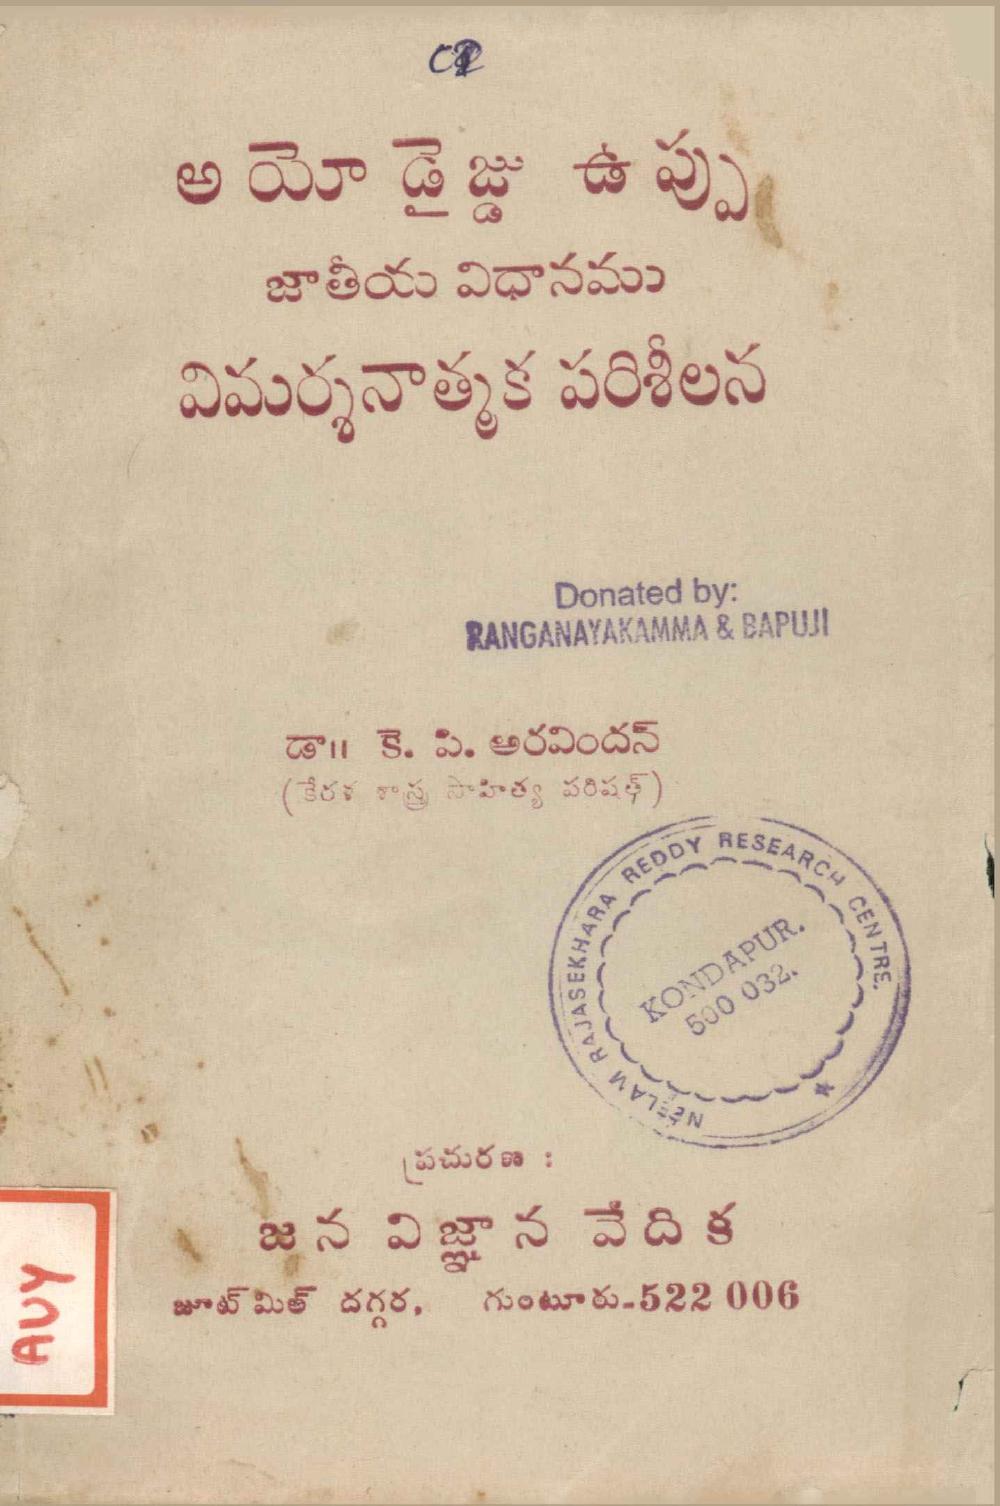 అయోడైజ్డు ఉప్పు
జాతీయ విధానము
విమర్శనాత్మక పరిశీలన
Donated by:
RANGANAYAKAMMA & BAPUJI
డా॥ కె. పి. అరవిందన్
(కేరళ శాస్త్ర సాహిత్య పరిషత్)
NEELAM RAJASEKHARA REDDY RESEARCH CENTRE.
KONDAPUR.
500 032.
ప్రచురణ :
జన విజ్ఞాన వేదిక
జూట్‌మిల్ దగ్గర, గుంటూరు-522 006
AUY